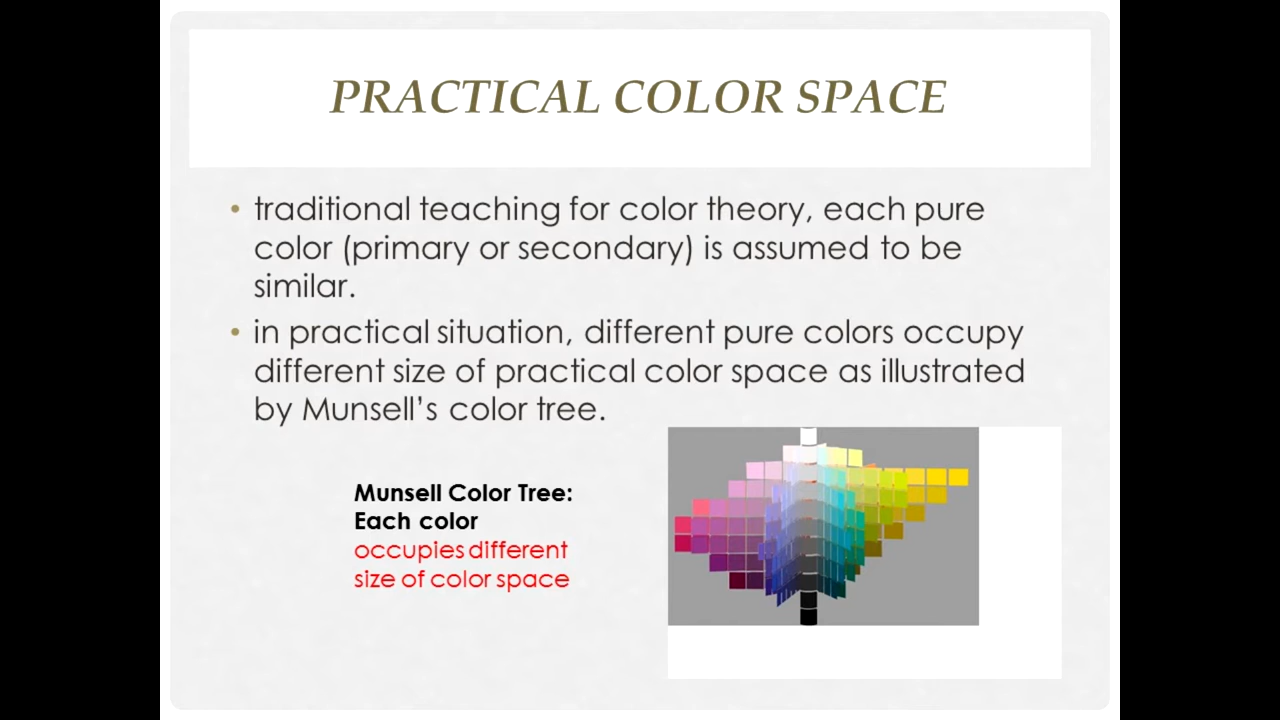 PRACTICAL COLOR SPACE
• traditional teaching for color theory, each pure
color (primary or secondary) is assumed to be
similar.
• in practical situation, different pure colors occupy
different size of practical color space as illustrated
by Munsell’s color tree.
Munsell Color Tree:
Each color
occupies different
size of color space